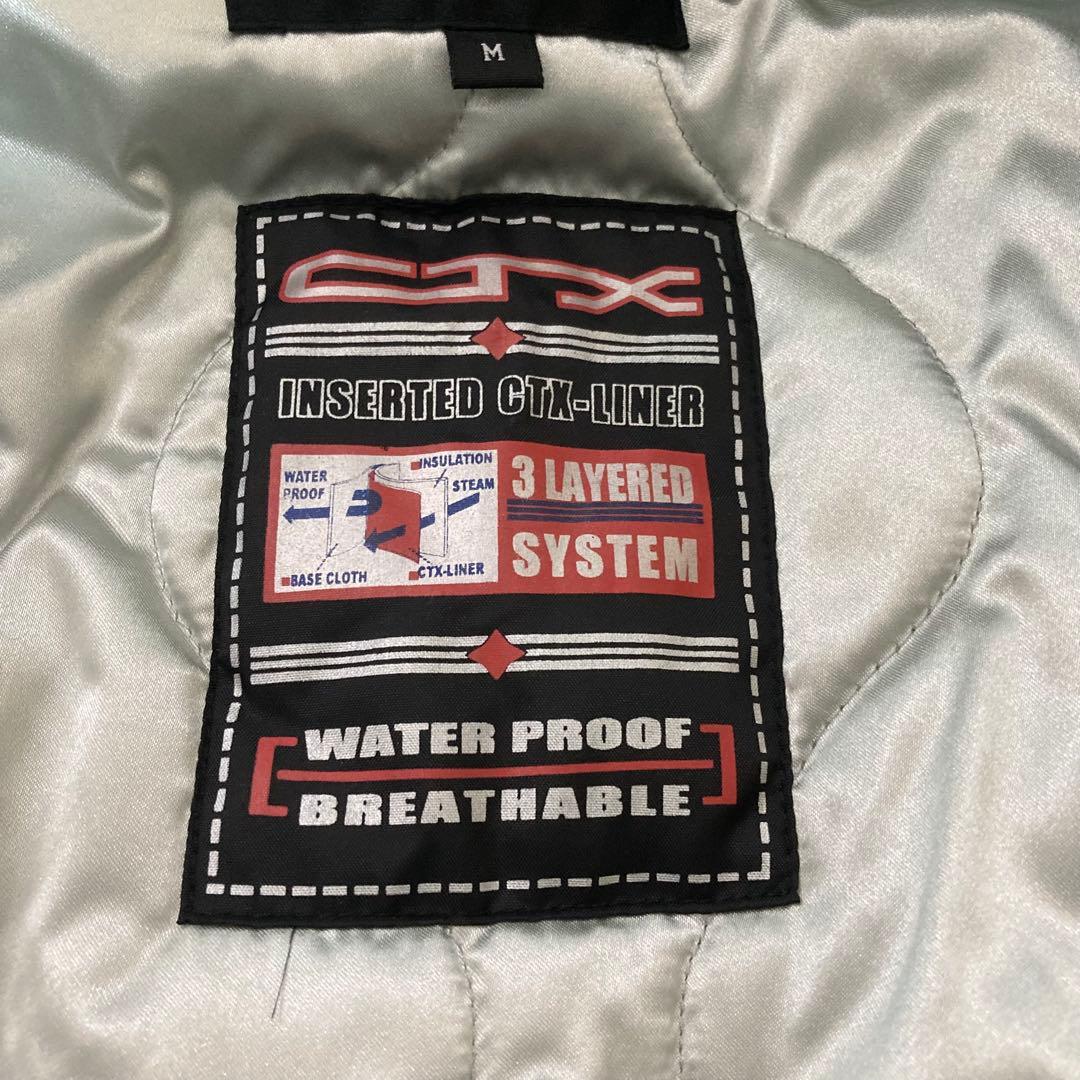 M
CTX
INSERTED CTX-LINER
WATER
PROOF
INSULATION
STEAM
BASE CLOTH
CTX-LINER
3 LAYERED
SYSTEM
WATER PROOF
BREATHABLE